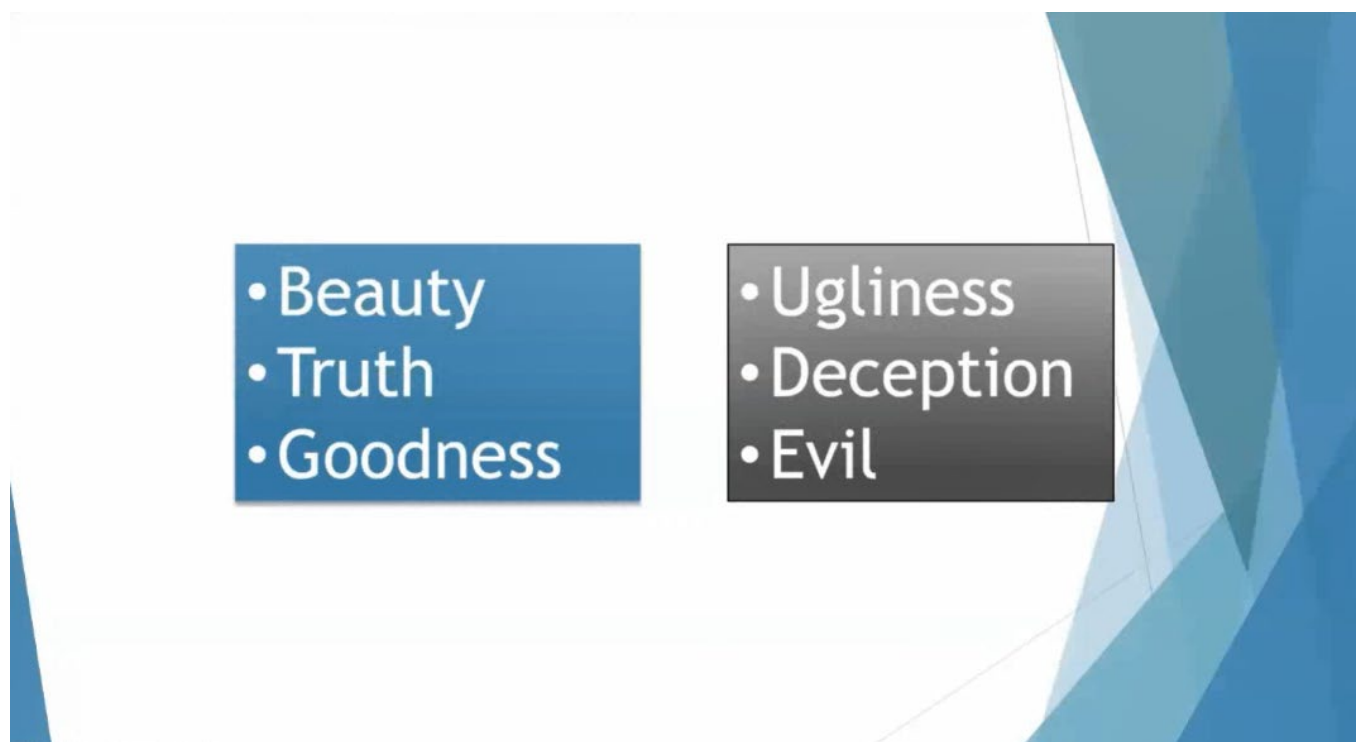 • Beauty
• Truth
• Goodness
• Ugliness
• Deception
• Evil